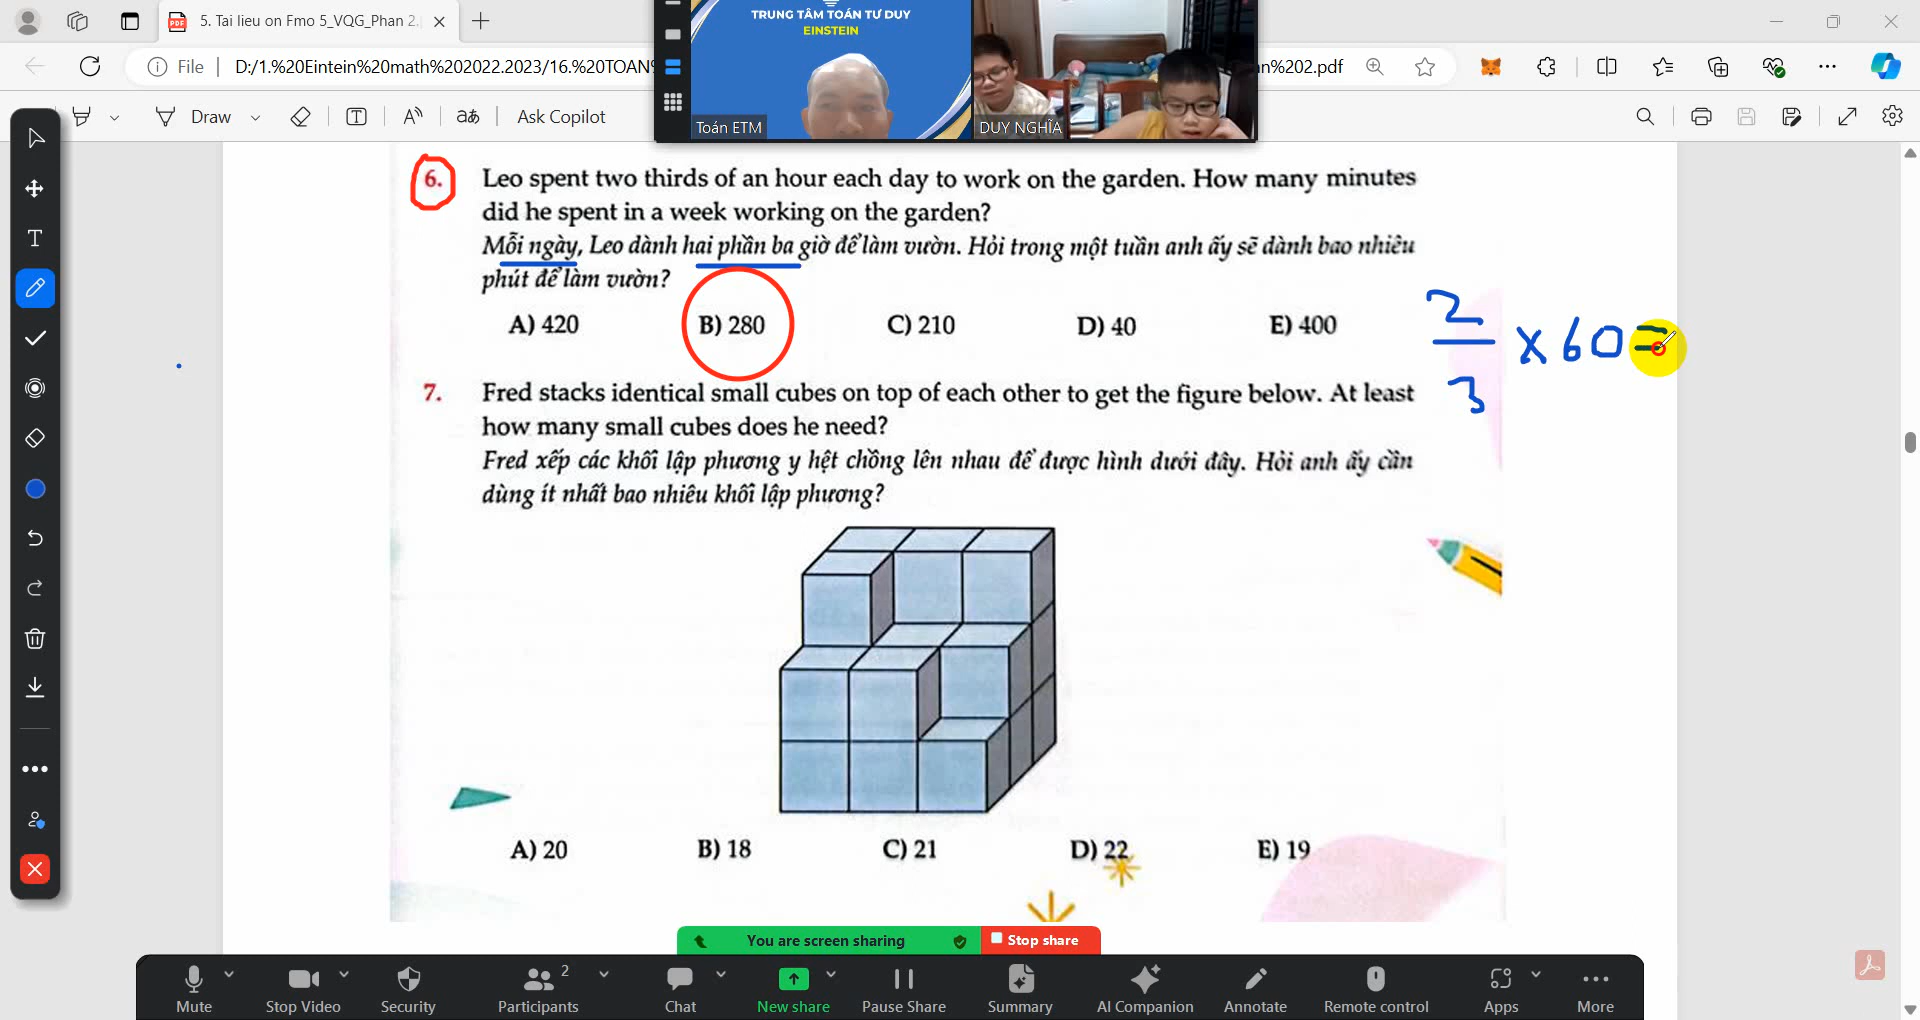 5. Tai lieu on Fmo 5_VQG_Phan 2.
File
D:/1.%20Eintein%20math%202022.2023/16.%20TOAN%
n%202.pdf
Draw
Ask Copilot
TRUNG TÂM TOÁN TƯ DUY
EINSTEIN
Toán ETM
DUY NGHĨA
6. Leo spent two thirds of an hour each day to work on the garden. How many minutes
did he spent in a week working on the garden?
Mỗi ngày, Leo dành hai phần ba giờ để làm vườn. Hỏi trong một tuần anh ấy sẽ dành bao nhiêu
phút để làm vườn?
A) 420 B) 280 C) 210 D) 40 E) 400
2/3 x 60 =
7. Fred stacks identical small cubes on top of each other to get the figure below. At least
how many small cubes does he need?
Fred xếp các khối lập phương y hệt chồng lên nhau để được hình dưới đây. Hỏi anh ấy cần
dùng ít nhất bao nhiêu khối lập phương?
A) 20 B) 18 C) 21 D) 22 E) 19
You are screen sharing
Stop share
Mute
Stop Video
Security
Participants 2
Chat
New share
Pause Share
Summary
AI Companion
Annotate
Remote control
Apps
More